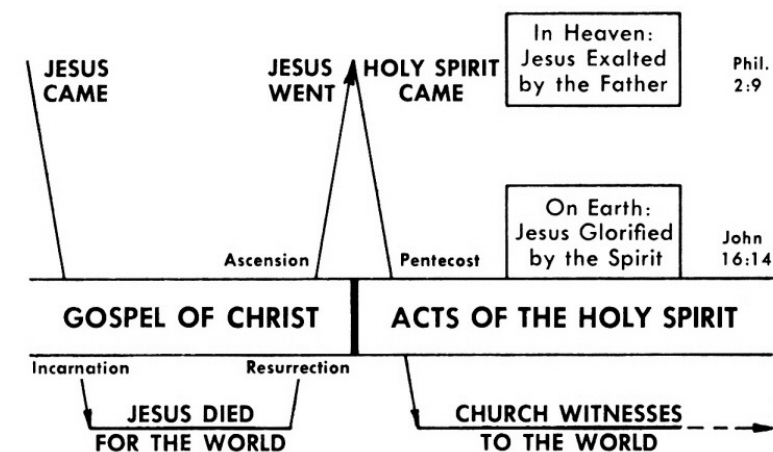 In Heaven:
Jesus Exalted
by the Father
Phil.
2:9
JESUS
CAME
JESUS
WENT
HOLY SPIRIT
CAME
On Earth:
Jesus Glorified
by the Spirit
John
16:14
Ascension
Pentecost
GOSPEL OF CHRIST
ACTS OF THE HOLY SPIRIT
Incarnation
Resurrection
JESUS DIED
FOR THE WORLD
CHURCH WITNESSES
TO THE WORLD